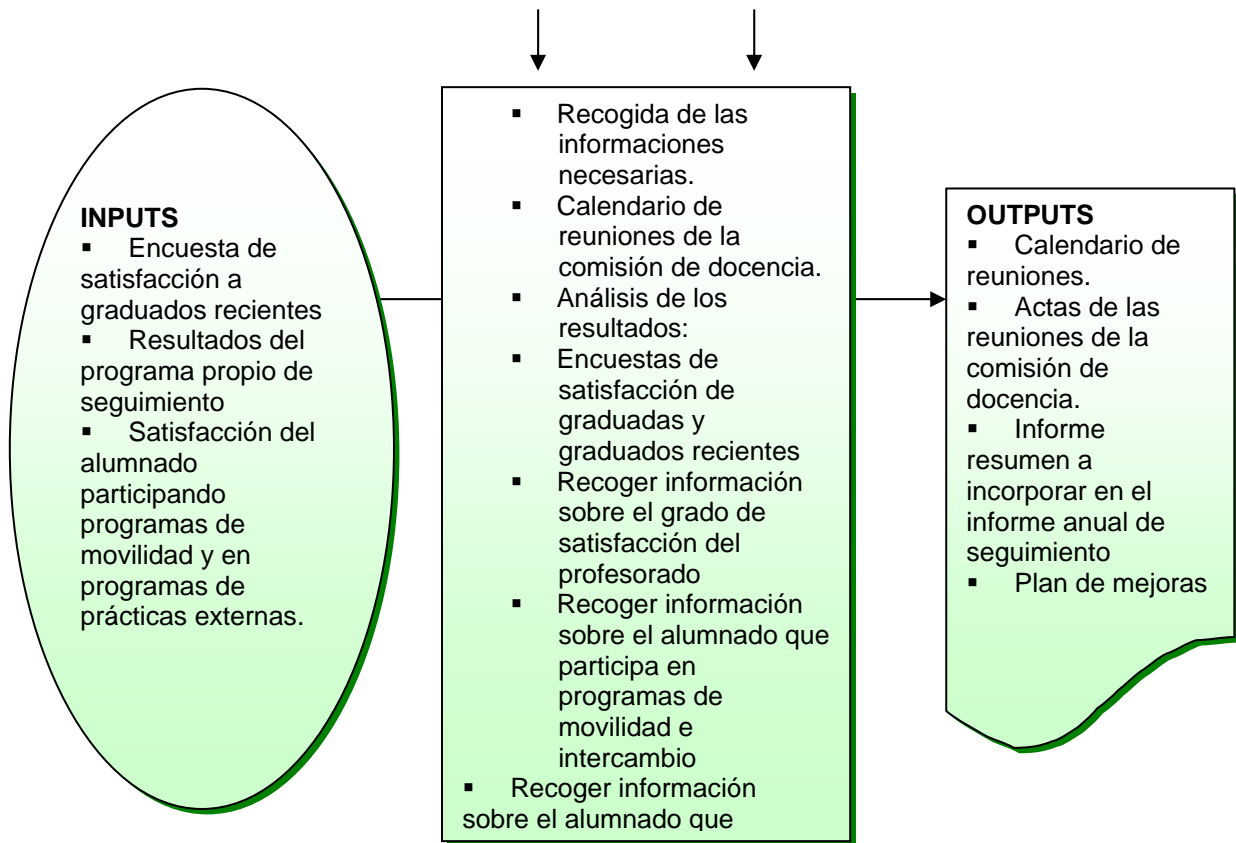 INPUTS
▪ Encuesta de
satisfacción a
graduados recientes
▪ Resultados del
programa propio de
seguimiento
▪ Satisfacción del
alumnado
participando
programas de
movilidad y en
programas de
prácticas externas.
▪ Recogida de las
informaciones
necesarias.
▪ Calendario de
reuniones de la
comisión de docencia.
▪ Análisis de los
resultados:
▪ Encuestas de
satisfacción de
graduadas y
graduados recientes
▪ Recoger información
sobre el grado de
satisfacción del
profesorado
▪ Recoger información
sobre el alumnado que
participa en
programas de
movilidad e
intercambio
▪ Recoger información
sobre el alumnado que
OUTPUTS
▪ Calendario de
reuniones.
▪ Actas de las
reuniones de la
comisión de
docencia.
▪ Informe
resumen a
incorporar en el
informe anual de
seguimiento
▪ Plan de mejoras